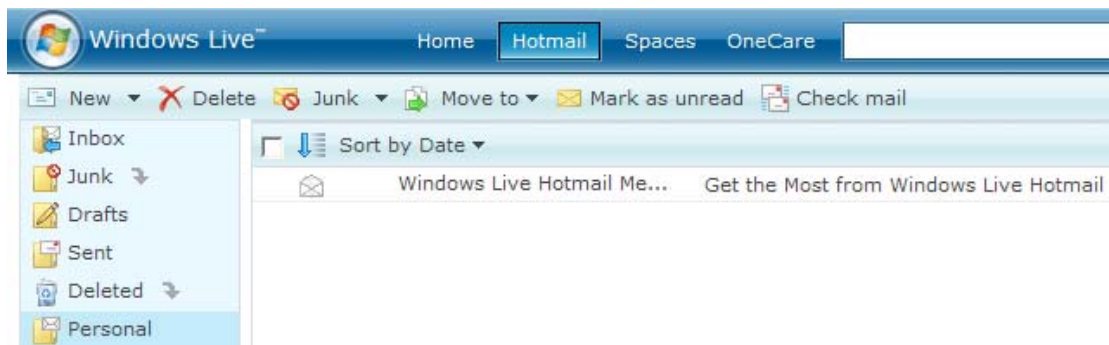 Windows Live™ Home Hotmail Spaces OneCare
New Delete Junk Move to Mark as unread Check mail
Inbox
Junk
Drafts
Sent
Deleted
Personal
Sort by Date
Windows Live Hotmail Me... Get the Most from Windows Live Hotmail